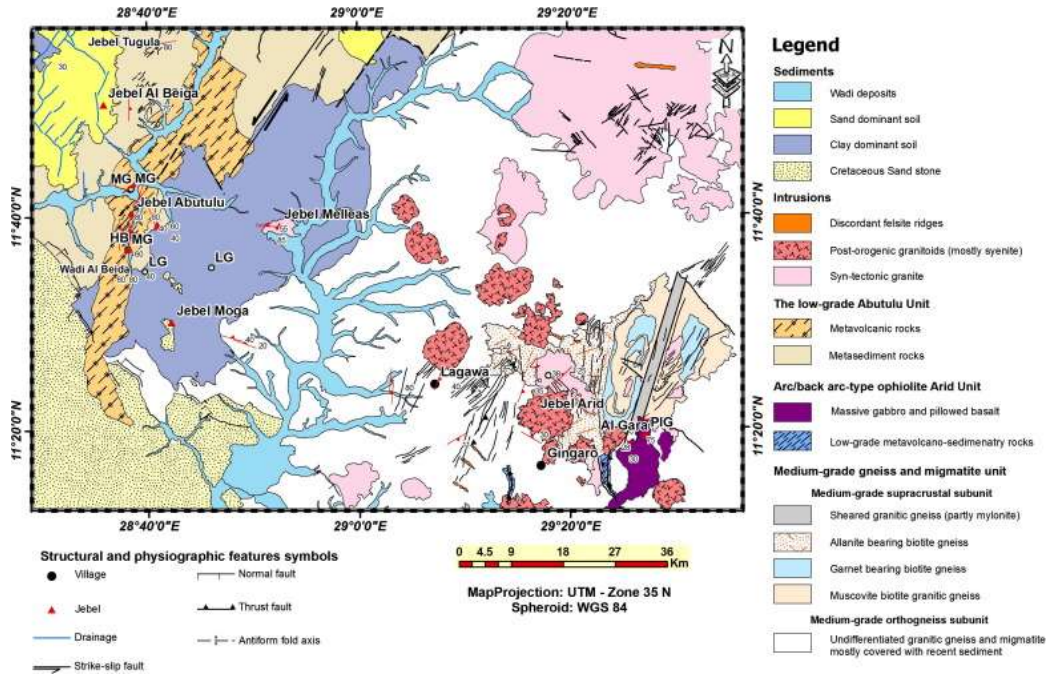 28°40'0"E
29°0'0"E
29°20'0"E
Jebel Tugula
80
30
N
Jebel Al Beiga
MG MG
11°40'0"N
Jebel Abutulu
Jebel Melleas
11°40'0"N
HB MG
LG
LG
Wadi Al Beida
Jebel Moga
Lagawa
Jebel Arid
11°20'0"N
Al Gara
PIG
11°20'0"N
Gingaro
28°40'0"E
29°0'0"E
29°20'0"E
Legend
Sediments
Wadi deposits
Sand dominant soil
Clay dominant soil
Cretaceous Sand stone
Intrusions
Discordant felsite ridges
Post-orogenic granitoids (mostly syenite)
Syn-tectonic granite
The low-grade Abutulu Unit
Metavolcanic rocks
Metasediment rocks
Arc/back arc-type ophiolite Arid Unit
Massive gabbro and pillowed basalt
Low-grade metavolcano-sedimenatry rocks
Medium-grade gneiss and migmatite unit
Medium-grade supracrustal subunit
Sheared granitic gneiss (partly mylonite)
Allanite bearing biotite gneiss
Garnet bearing biotite gneiss
Muscovite biotite granitic gneiss
Medium-grade orthogneiss subunit
Undifferentiated granitic gneiss and migmatite
mostly covered with recent sediment
Structural and physiographic features symbols
Village
Jebel
Drainage
Strike-slip fault
Normal fault
Thrust fault
Antiform fold axis
0 4.5 9 18 27 36
Km
MapProjection: UTM - Zone 35 N
Spheroid: WGS 84